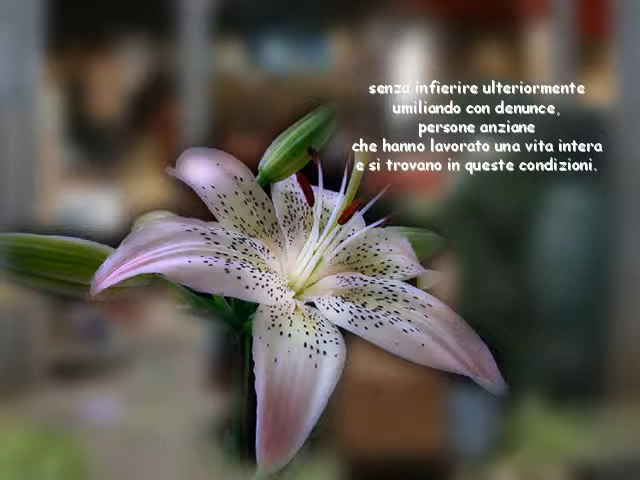 senza infierire ulteriormente
umiliando con denunce,
persone anziane
che hanno lavorato una vita intera
e si trovano in queste condizioni.